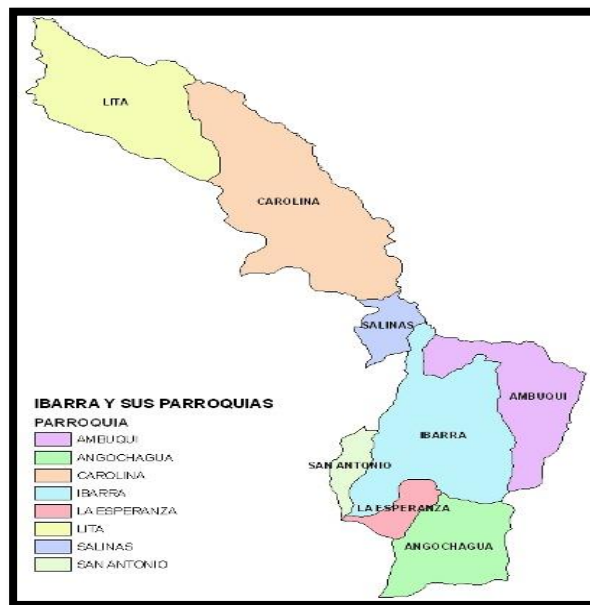 LITA
CAROLINA
SALINAS
AMBUQUI
IBARRA
SAN ANTONIO
LA ESPERANZA
ANGOCHAGUA
IBARRA Y SUS PARROQUIAS
PARROQUIA
AMBUQUI
ANGOCHAGUA
CAROLINA
IBARRA
LA ESPERANZA
LITA
SALINAS
SAN ANTONIO